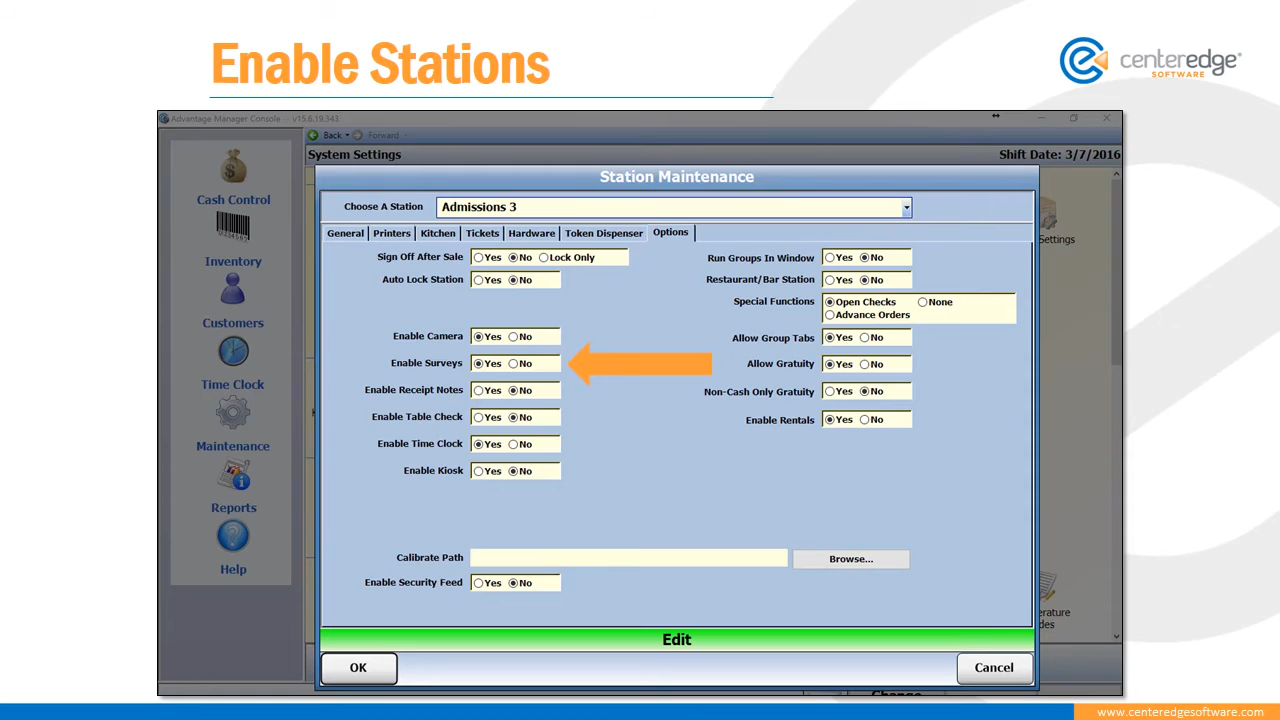 Enable Stations
centeredge
SOFTWARE
Advantage Manager Console -- v15.6.19.343
Back
Forward
System Settings
Shift Date: 3/7/2016
Cash Control
Inventory
Customers
Time Clock
Maintenance
Reports
Help
Station Maintenance
Choose A Station Admissions 3
General Printers Kitchen Tickets Hardware Token Dispenser Options
Sign Off After Sale Yes No Lock Only
Auto Lock Station Yes No
Enable Camera Yes No
Enable Surveys Yes No
Enable Receipt Notes Yes No
Enable Table Check Yes No
Enable Time Clock Yes No
Enable Kiosk Yes No
Run Groups In Window Yes No
Restaurant/Bar Station Yes No
Special Functions Open Checks None
Advance Orders
Allow Group Tabs Yes No
Allow Gratuity Yes No
Non-Cash Only Gratuity Yes No
Enable Rentals Yes No
Calibrate Path Browse...
Enable Security Feed Yes No
Edit
OK Cancel
Settings
www.centeredgesoftware.com